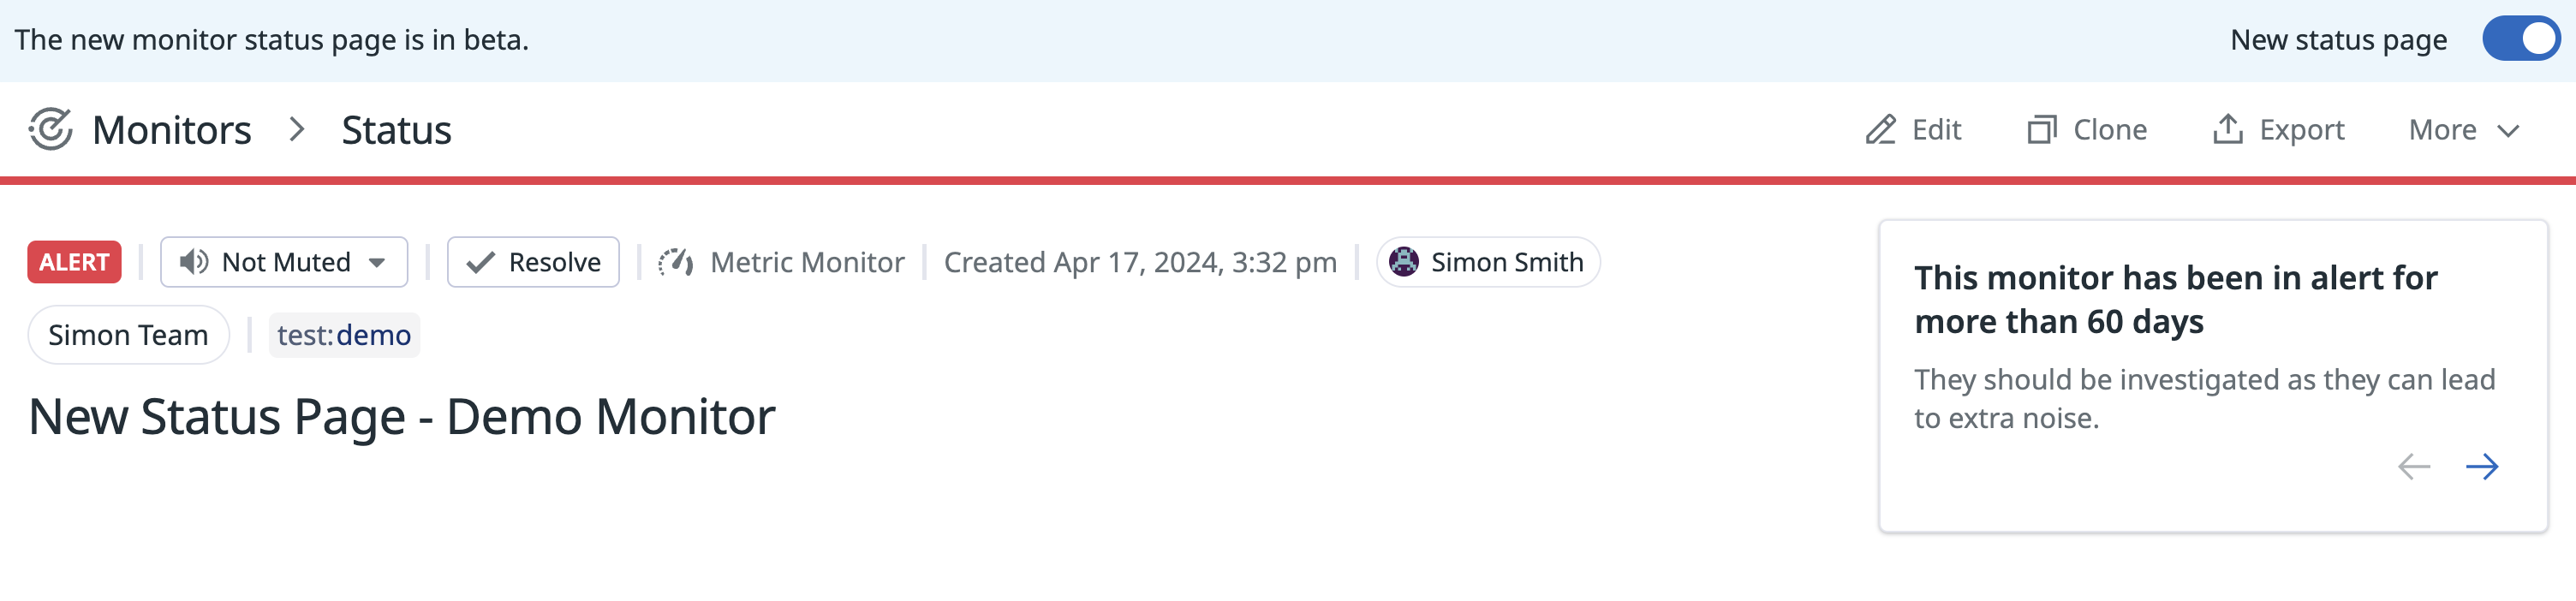 The new monitor status page is in beta. New status page
Monitors > Status Edit Clone Export More
ALERT Not Muted Resolve Metric Monitor Created Apr 17, 2024, 3:32 pm Simon Smith
Simon Team test:demo
New Status Page - Demo Monitor
This monitor has been in alert for
more than 60 days
They should be investigated as they can lead
to extra noise.